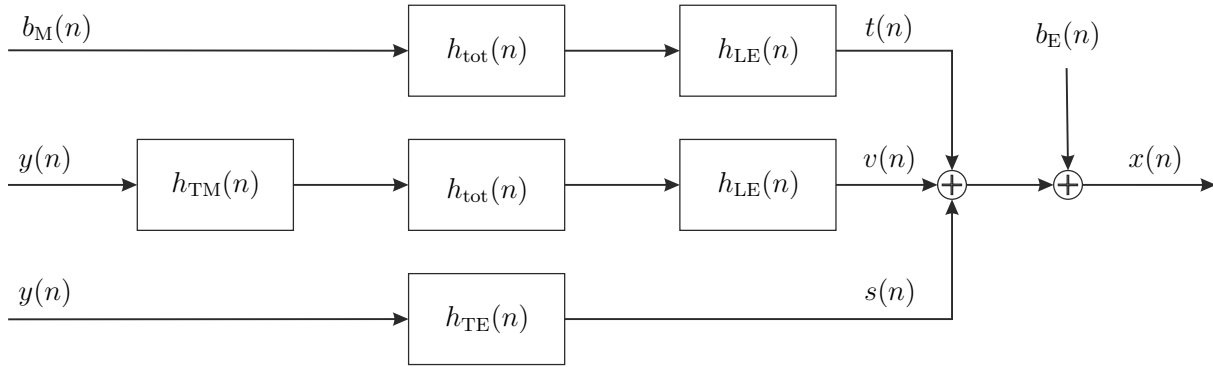 b_M(n)
h_tot(n)
h_LE(n)
t(n)
b_E(n)
y(n)
h_TM(n)
h_tot(n)
h_LE(n)
v(n)
x(n)
y(n)
h_TE(n)
s(n)